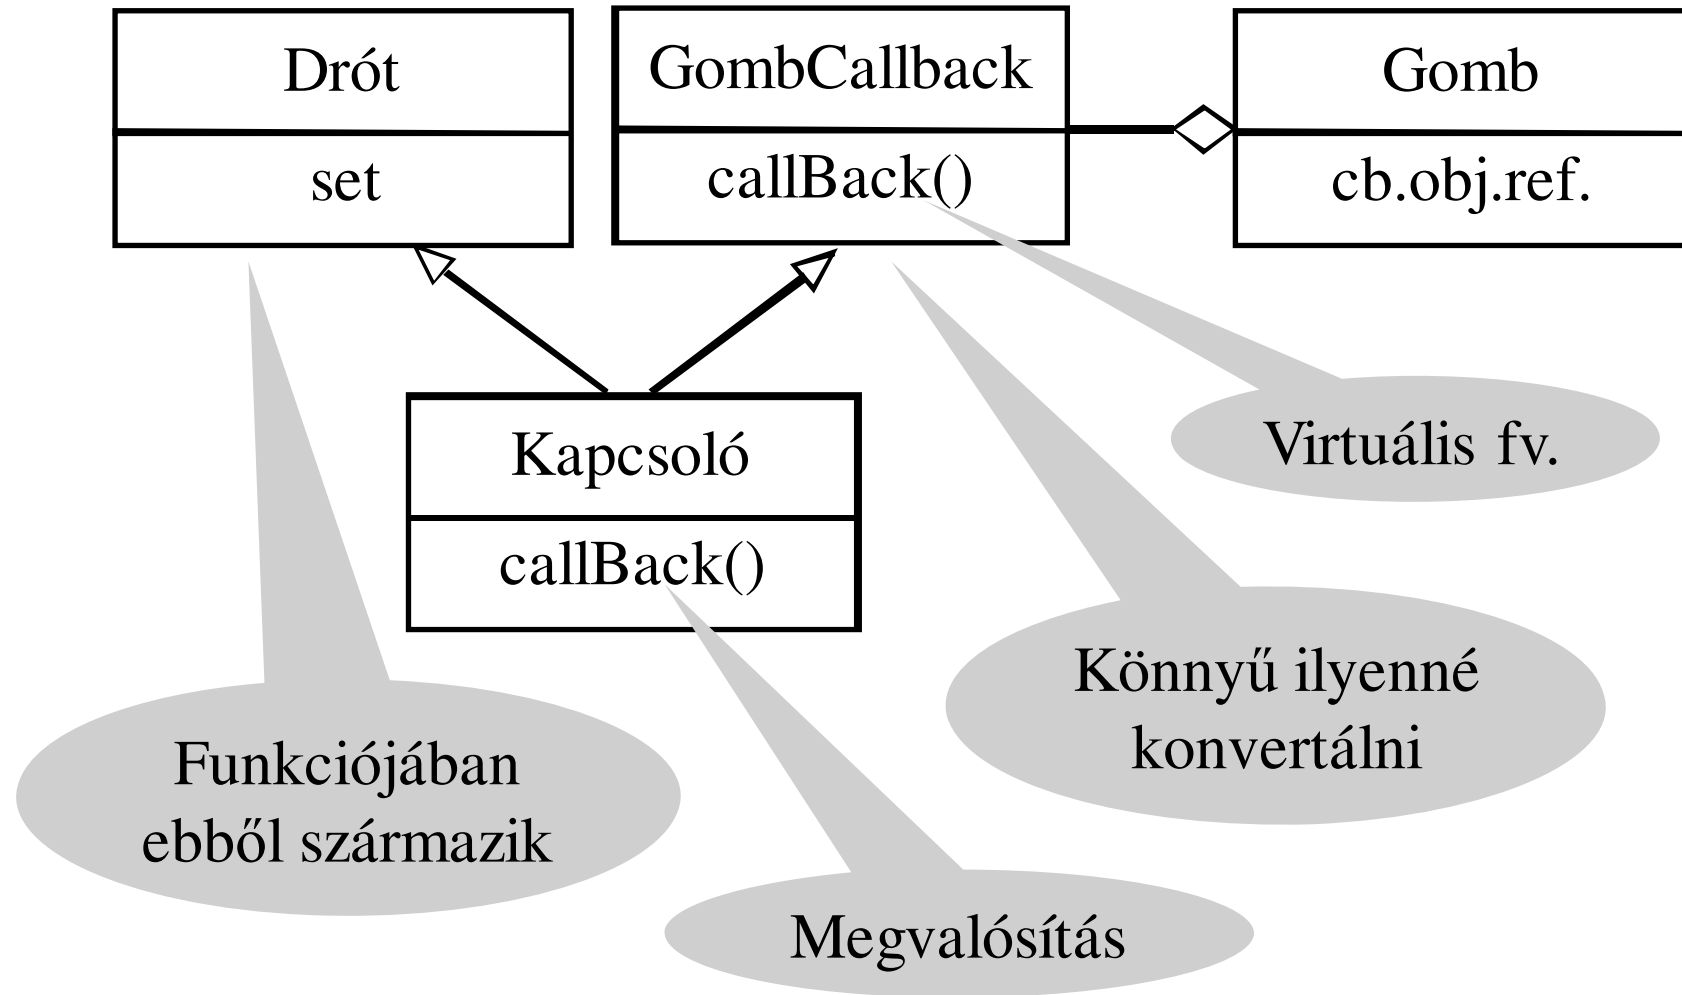 Drót
set
GombCallback
callBack()
Gomb
cb.obj.ref.
Kapcsoló
callBack()
Virtuális fv.
Könnyű ilyenné
konvertálni
Funkciójában
ebből származik
Megvalósítás